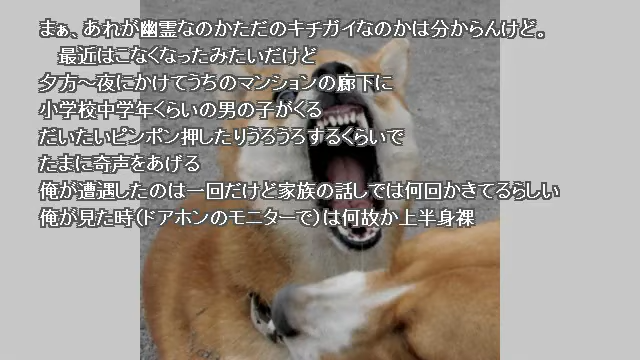 まぁ、あれが幽霊なのかただのキチガイなのかは分からんけど。
最近はこなくなったみたいだけど
夕方～夜にかけてうちのマンションの廊下に
小学校中学年くらいの男の子がくる
だいたいピンポン押したりうろうろするくらいで
たまに奇声をあげる
俺が遭遇したのは一回だけど家族の話しでは何回かきてるらしい
俺が見た時（ドアホンのモニターで）は何故か上半身裸